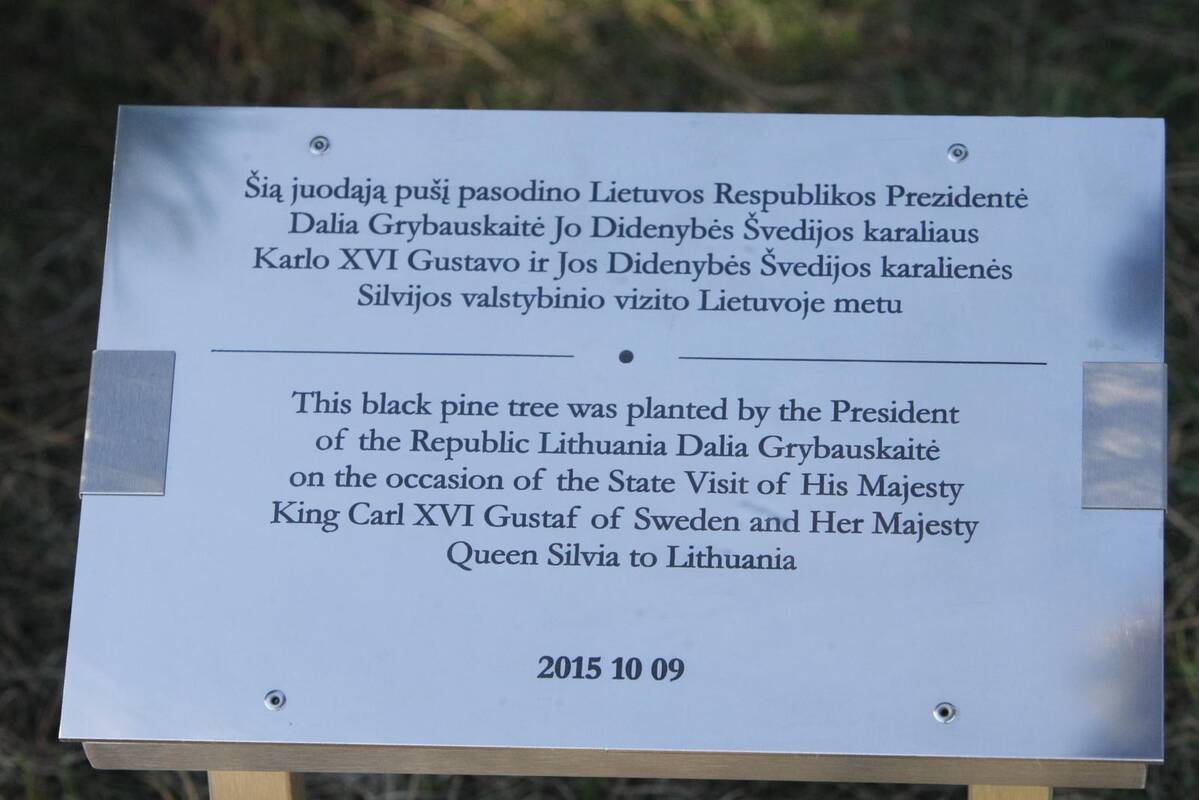 Šią juodąją pušį pasodino Lietuvos Respublikos Prezidentė
Dalia Grybauskaitė Jo Didenybės Švedijos karaliaus
Karlo XVI Gustavo ir Jos Didenybės Švedijos karalienės
Silvijos valstybinio vizito Lietuvoje metu
This black pine tree was planted by the President
of the Republic Lithuania Dalia Grybauskaitė
on the occasion of the State Visit of His Majesty
King Carl XVI Gustaf of Sweden and Her Majesty
Queen Silvia to Lithuania
2015 10 09